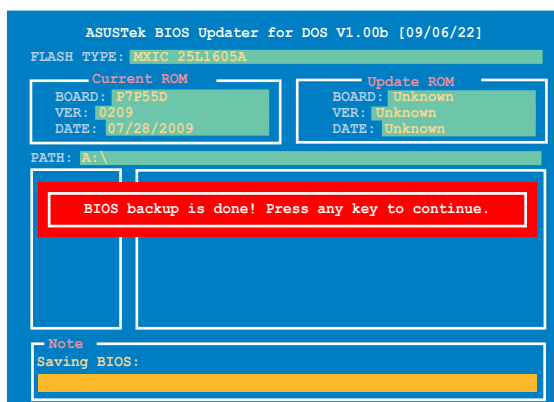 ASUSTek BIOS Updater for DOS V1.00b [09/06/22]
FLASH TYPE: MXIC 25L1605A
Current ROM
BOARD: P7P55D
VER: 0209
DATE: 07/28/2009
Update ROM
BOARD: Unknown
VER: Unknown
DATE: Unknown
PATH: A:\
BIOS backup is done! Press any key to continue.
Note
Saving BIOS: